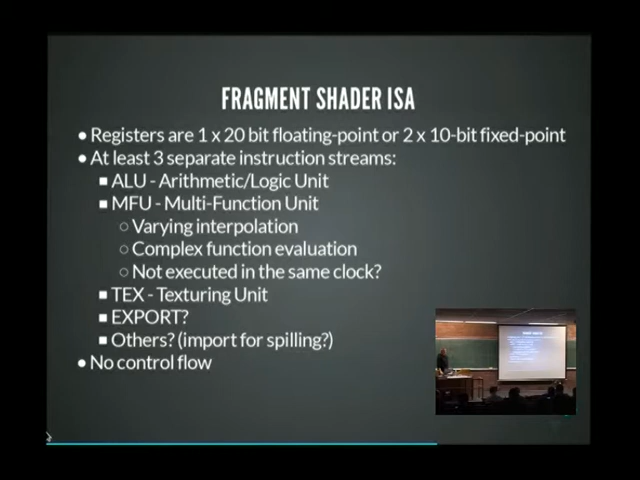 FRAGMENT SHADER ISA
● Registers are 1 x 20 bit floating-point or 2 x 10-bit fixed-point
● At least 3 separate instruction streams:
■ ALU - Arithmetic/Logic Unit
■ MFU - Multi-Function Unit
○ Varying interpolation
○ Complex function evaluation
○ Not executed in the same clock?
■ TEX - Texturing Unit
■ EXPORT?
■ Others? (import for spilling?)
● No control flow